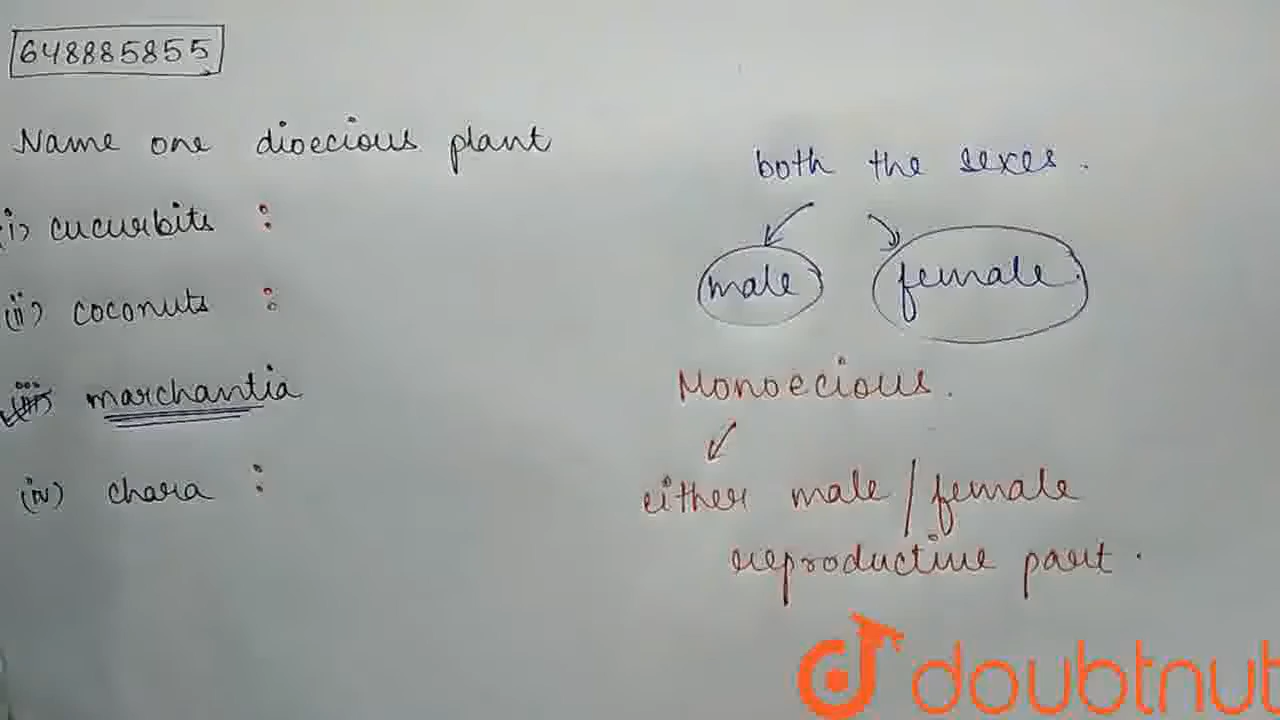 648885855
Name one dioecious plant
(i) cucurbits :
(ii) coconuts :
(iii) marchantia
(iv) chara :
both the sexes.
male female
Monoecious.
either male / female
reproductive part.
doubtnut